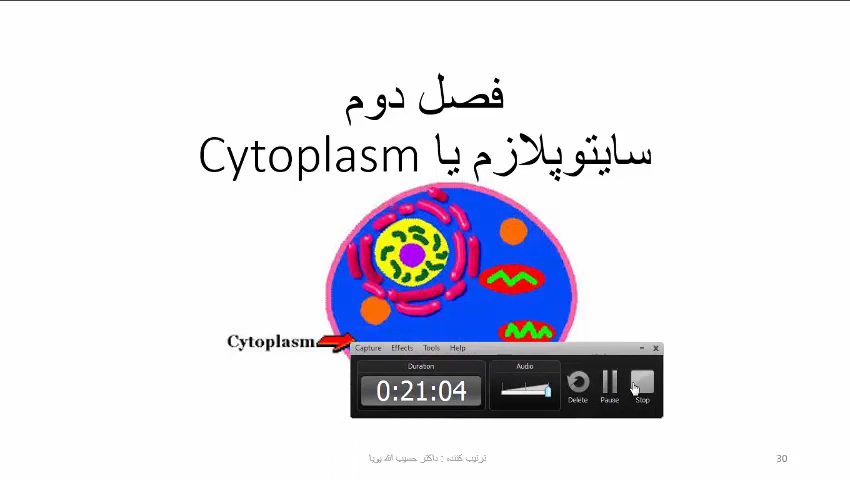 فصل دوم
سایتوپلازم یا Cytoplasm
Cytoplasm
Capture Effects Tools Help
Duration
Audio
0:21:04
Delete Pause Stop
ترتیب کننده : داکتر حسیب الله پویا
30